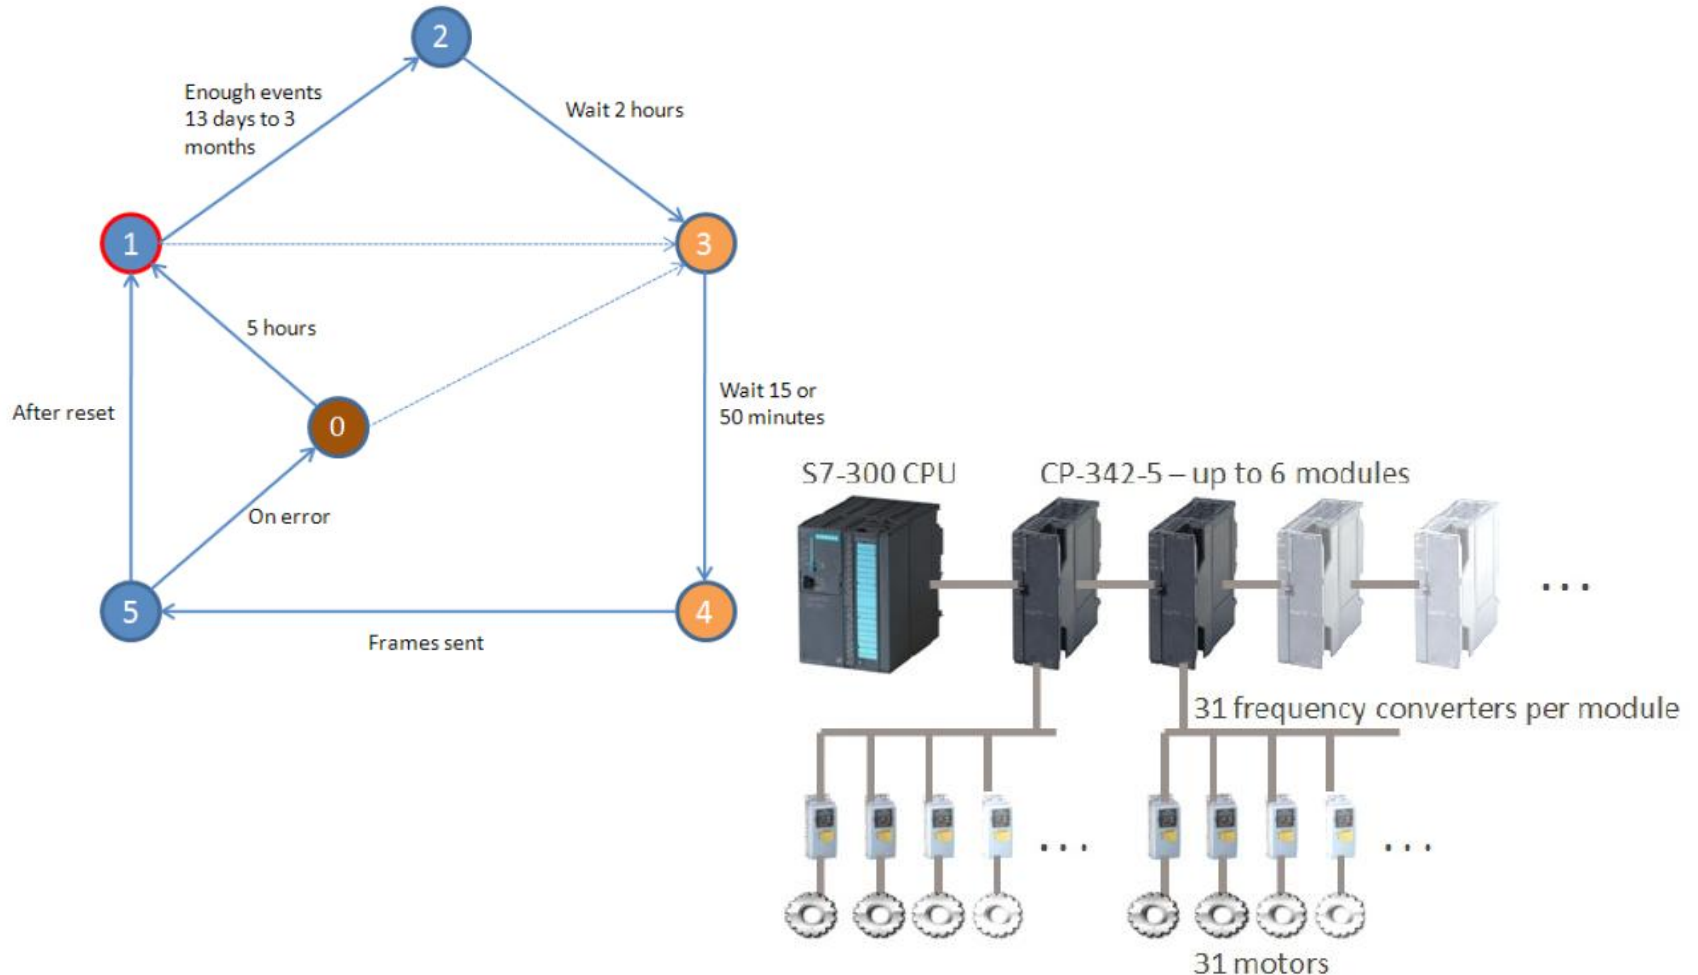 2
Enough events
13 days to 3
months
Wait 2 hours
1
3
5 hours
After reset
0
Wait 15 or
50 minutes
On error
5
4
Frames sent
S7-300 CPU
CP-342-5 – up to 6 modules
...
31 frequency converters per module
...
...
31 motors